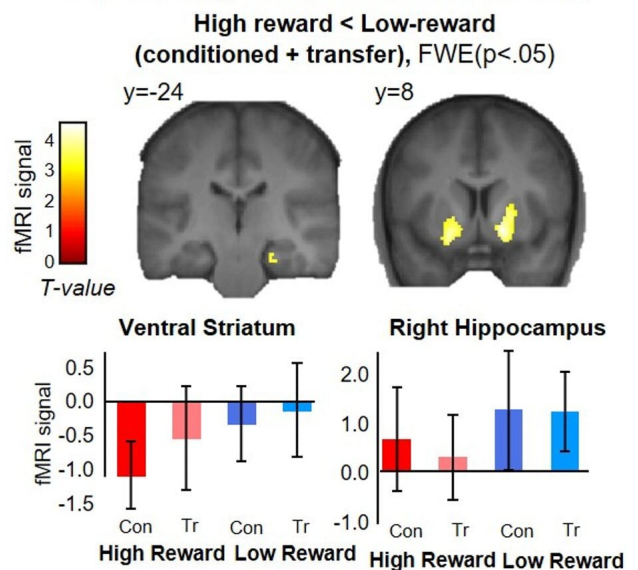 High reward < Low-reward
(conditioned + transfer), FWE(p<.05)
y=-24
y=8
fMRI signal
4
3
2
1
0
T-value
Ventral Striatum
fMRI signal
0.5
0.0
-0.5
-1.0
-1.5
Con Tr Con Tr
High Reward Low Reward
Right Hippocampus
2.0
1.0
0.0
-1.0
Con Tr Con Tr
High Reward Low Reward